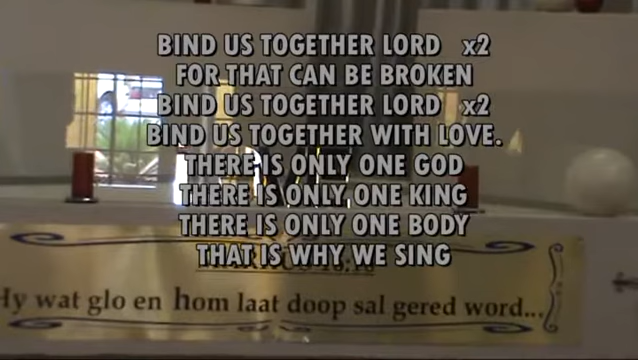 BIND US TOGETHER LORD x2
FOR THAT CAN BE BROKEN
BIND US TOGETHER LORD x2
BIND US TOGETHER WITH LOVE.
THERE IS ONLY ONE GOD
THERE IS ONLY ONE KING
THERE IS ONLY ONE BODY
THAT IS WHY WE SING
Hy wat glo en hom laat doop sal gered word...